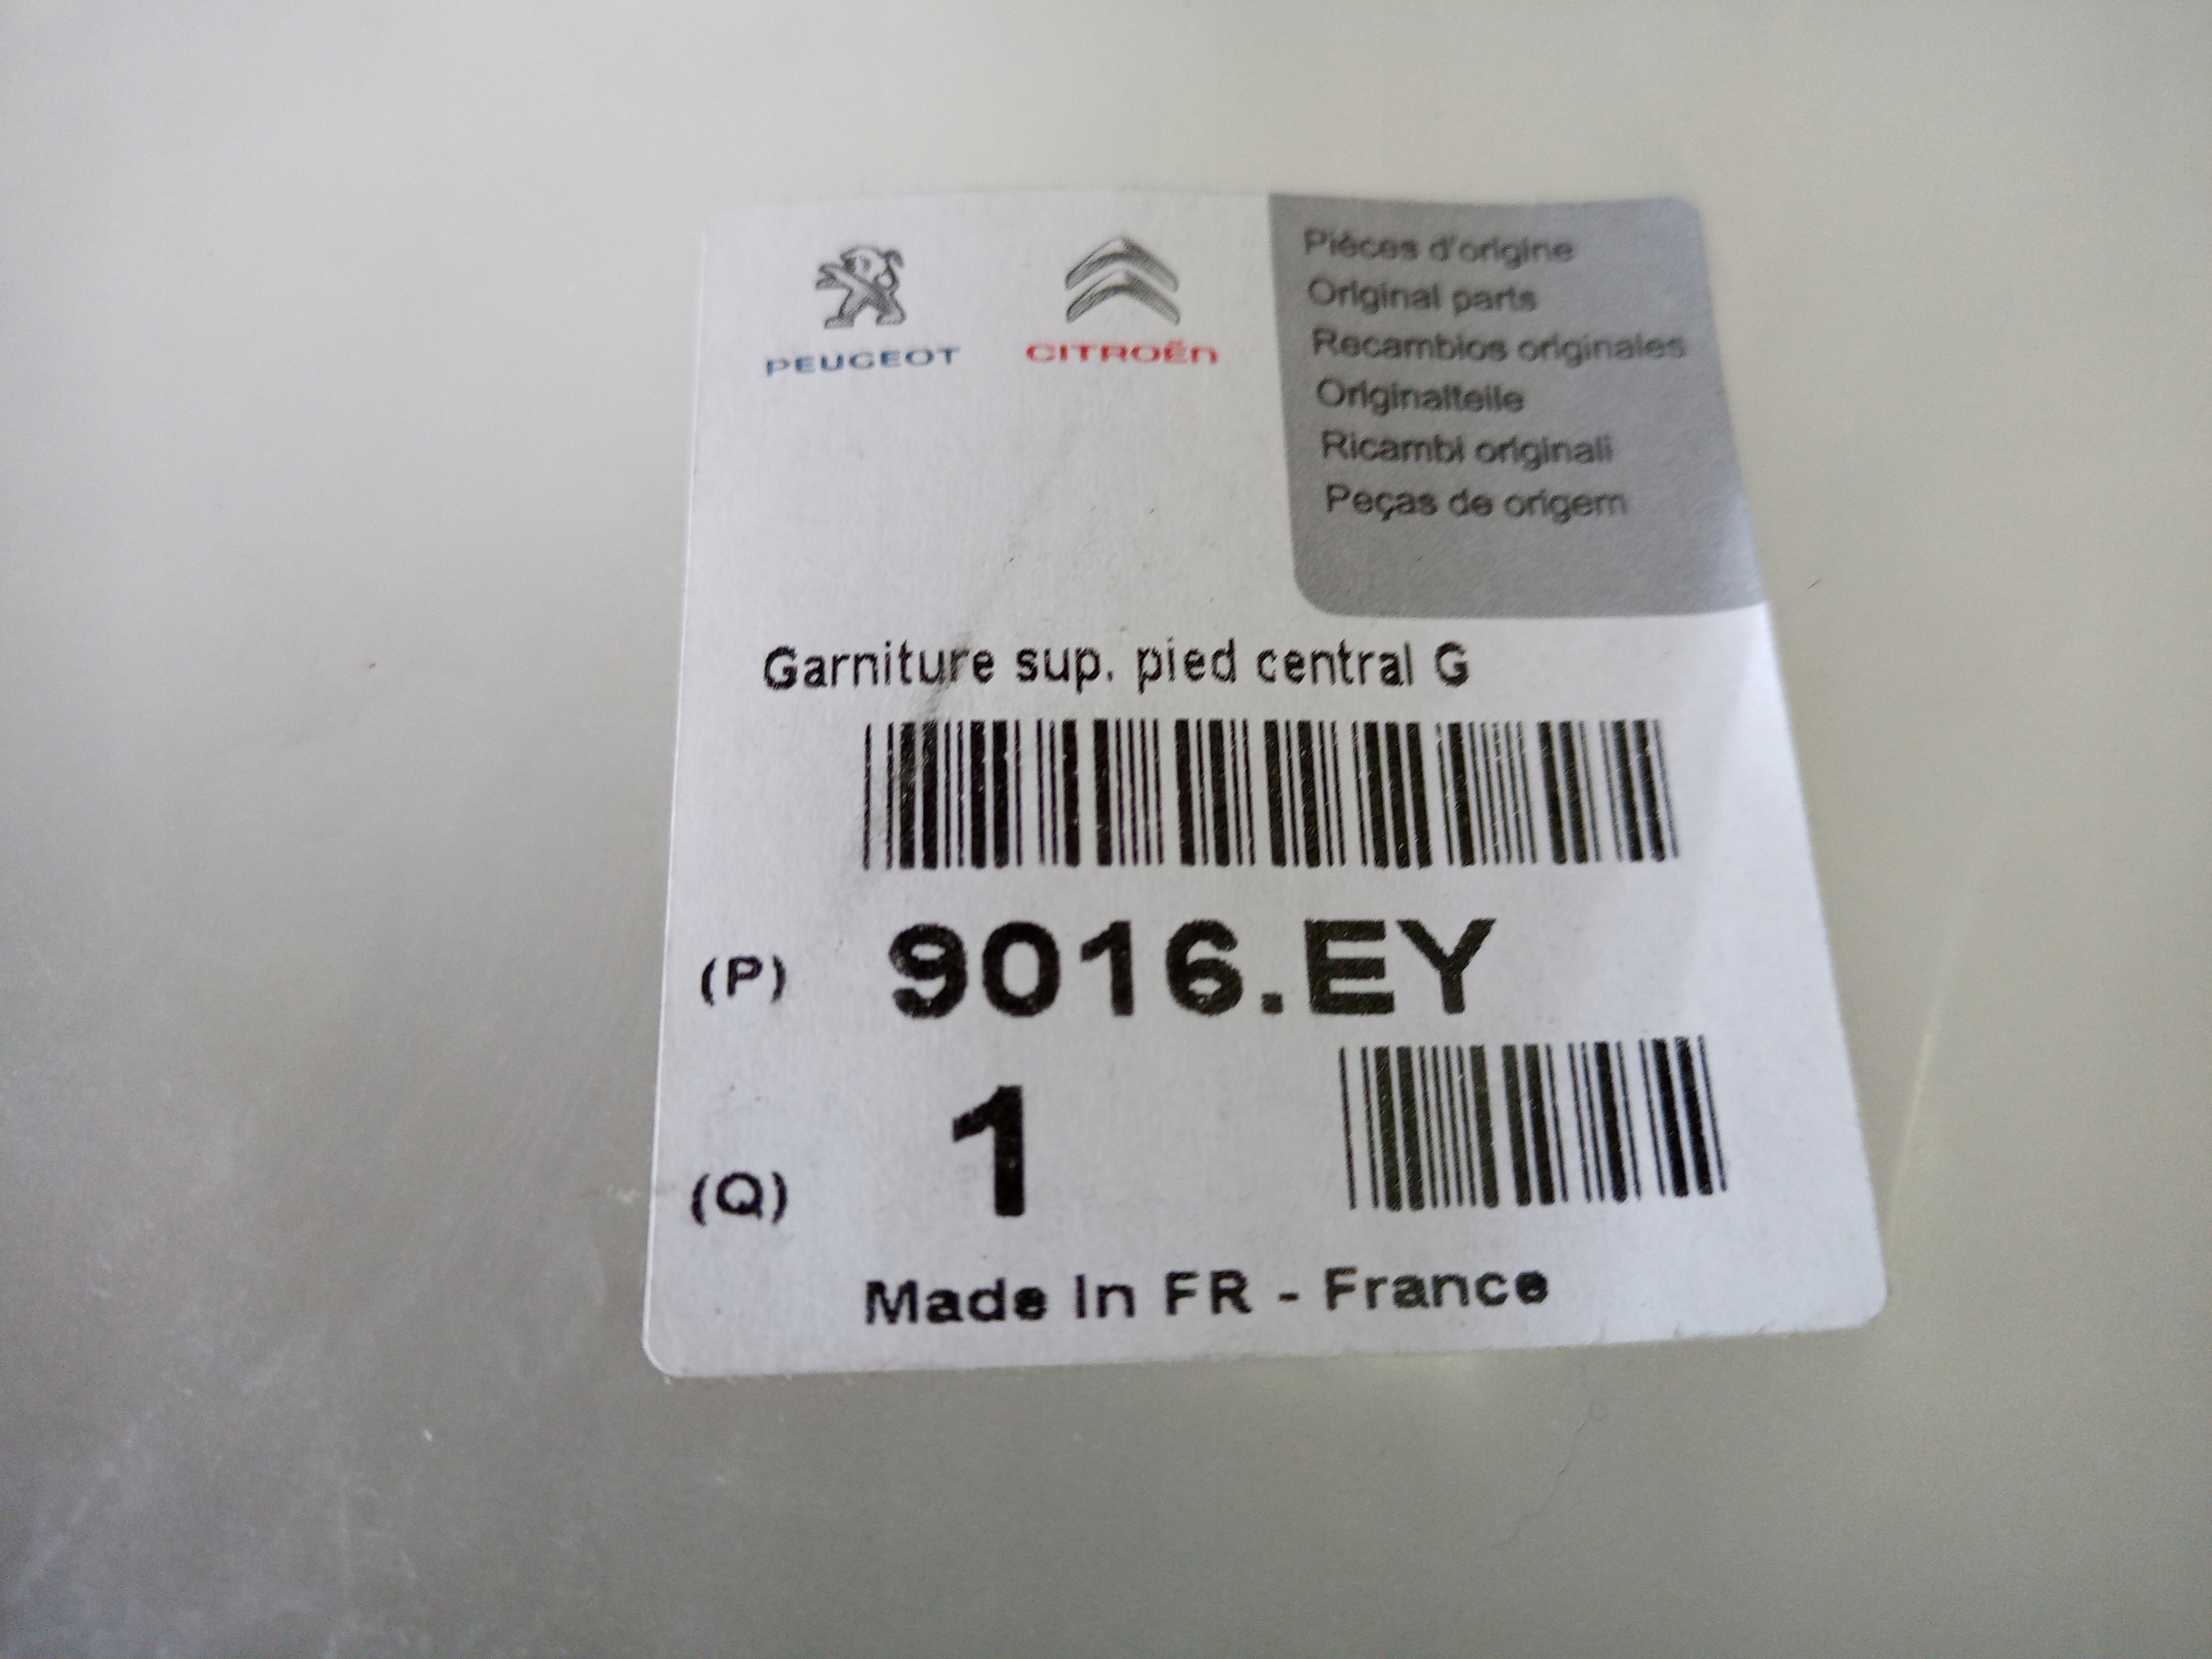 PEUGEOT
CITROËN
Pièces d'origine
Original parts
Recambios originales
Originalteile
Ricambi originali
Peças de origem
Garniture sup. pied central G
(P) 9016.EY
(Q) 1
Made In FR - France